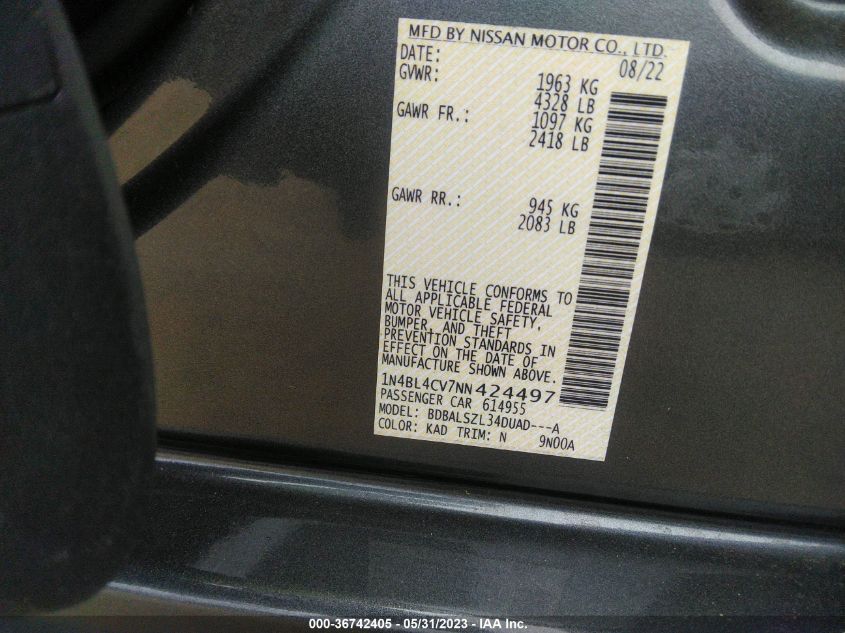 MFD BY NISSAN MOTOR CO., LTD.
DATE: 08/22
GVWR: 1963 KG
4328 LB
GAWR FR.: 1097 KG
2418 LB
GAWR RR.: 945 KG
2083 LB
THIS VEHICLE CONFORMS TO
ALL APPLICABLE FEDERAL
MOTOR VEHICLE SAFETY,
BUMPER, AND THEFT
PREVENTION STANDARDS IN
EFFECT ON THE DATE OF
MANUFACTURE SHOWN ABOVE.
1N4BL4CV7NN424497
PASSENGER CAR 614955
MODEL: BDBALSZL34DUAD---A
COLOR: KAD TRIM: N 9N00A
000-36742405 - 05/31/2023 - IAA Inc.